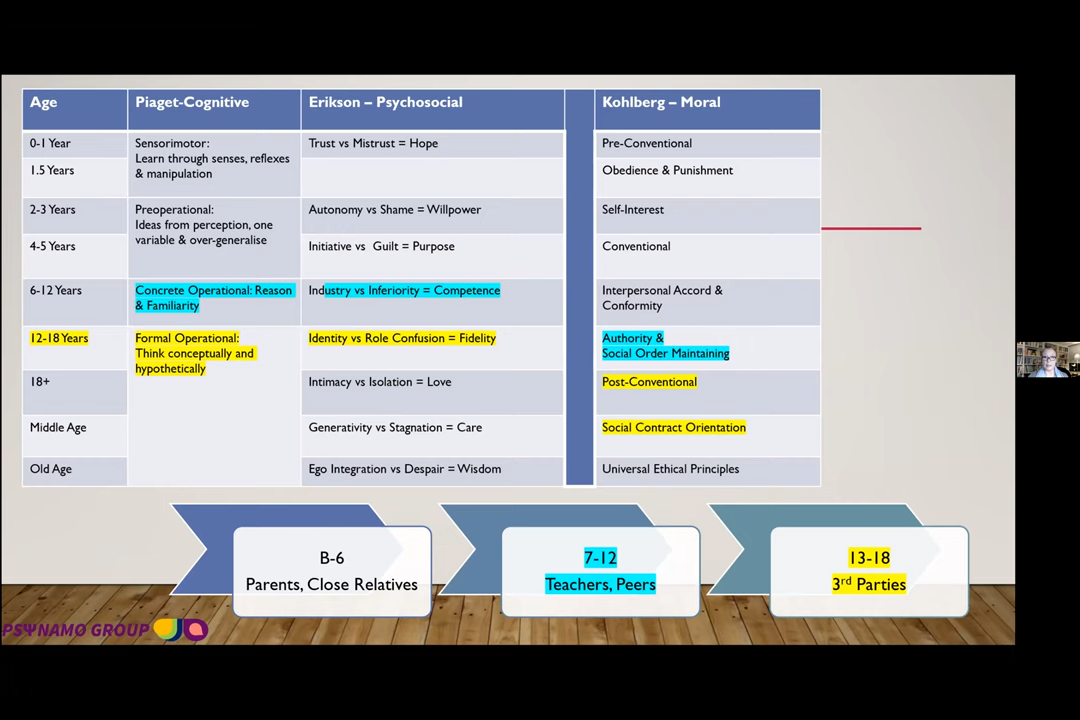 Age Piaget-Cognitive Erikson – Psychosocial Kohlberg – Moral
0-1 Year Sensorimotor: Trust vs Mistrust = Hope Pre-Conventional
Learn through senses, reflexes
& manipulation
1.5 Years Obedience & Punishment
2-3 Years Preoperational: Autonomy vs Shame = Willpower Self-Interest
Ideas from perception, one
variable & over-generalise
4-5 Years Initiative vs Guilt = Purpose Conventional
6-12 Years Concrete Operational: Reason Industry vs Inferiority = Competence Interpersonal Accord &
& Familiarity Conformity
12-18 Years Formal Operational: Identity vs Role Confusion = Fidelity Authority &
Think conceptually and Social Order Maintaining
hypothetically
18+ Intimacy vs Isolation = Love Post-Conventional
Middle Age Generativity vs Stagnation = Care Social Contract Orientation
Old Age Ego Integration vs Despair = Wisdom Universal Ethical Principles
B-6 7-12 13-18
Parents, Close Relatives Teachers, Peers 3rd Parties
PSΨNAMO GROUP